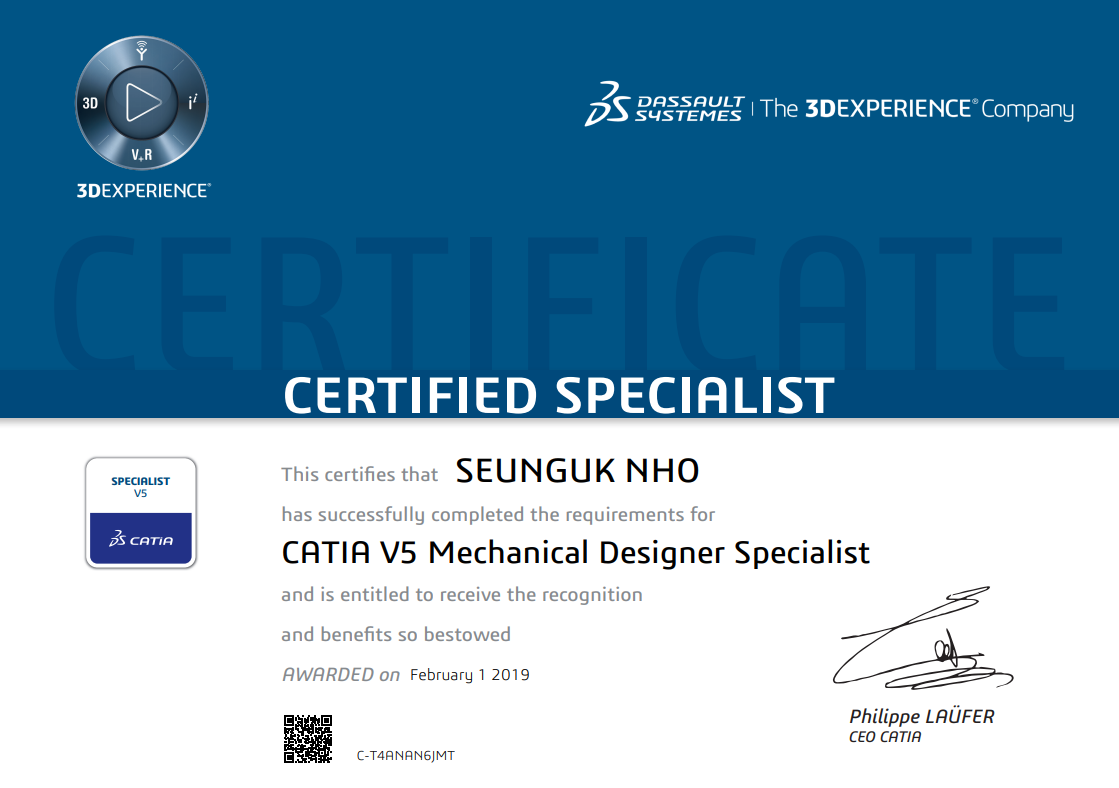 3D
i i
V+R
3DEXPERIENCE®
DASSAULT SYSTEMES | The 3DEXPERIENCE® Company
CERTIFICATE
CERTIFIED SPECIALIST
SPECIALIST
V5
CATIA
This certifies that SEUNGUK NHO
has successfully completed the requirements for
CATIA V5 Mechanical Designer Specialist
and is entitled to receive the recognition
and benefits so bestowed
AWARDED on February 1 2019
Philippe LAÜFER
CEO CATIA
C-T4ANAN6JMT